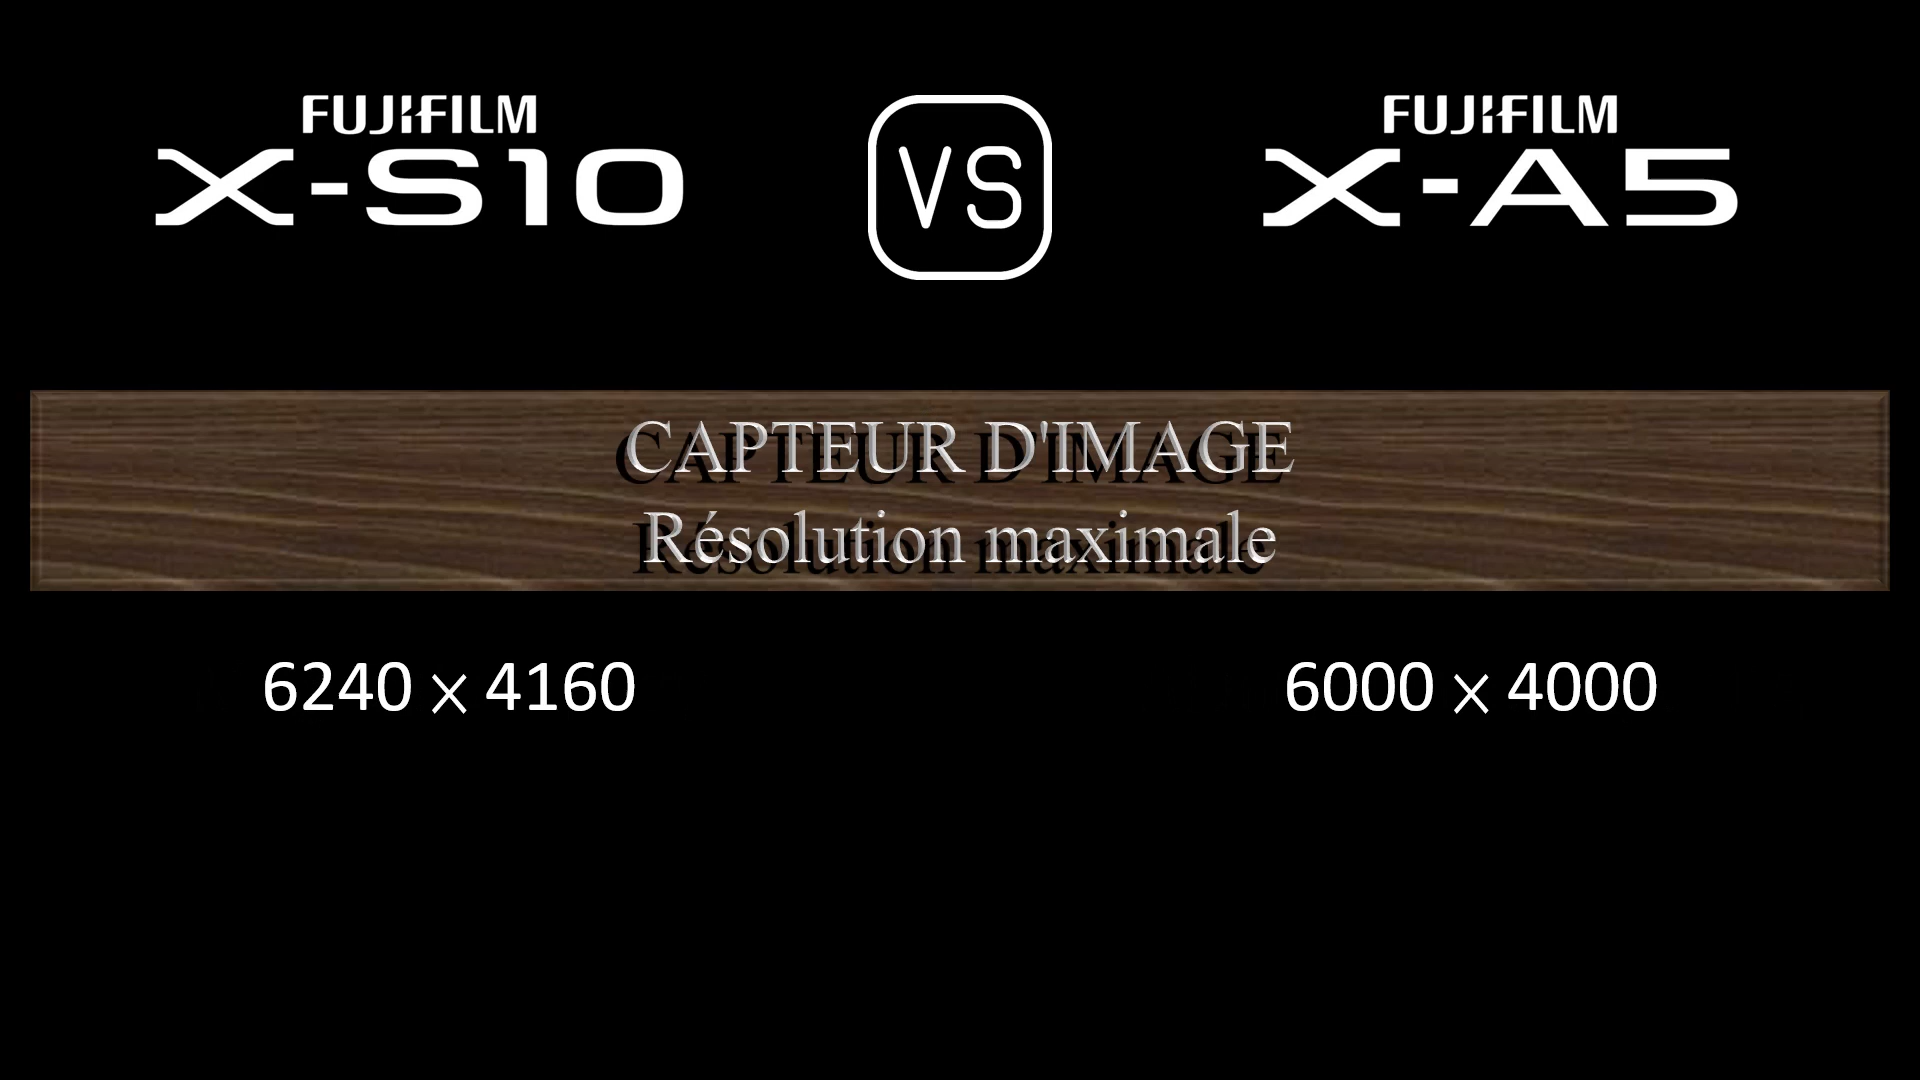 FUJIFILM
X-S10
VS
FUJIFILM
X-A5
CAPTEUR D'IMAGE
Résolution maximale
6240 x 4160
6000 x 4000